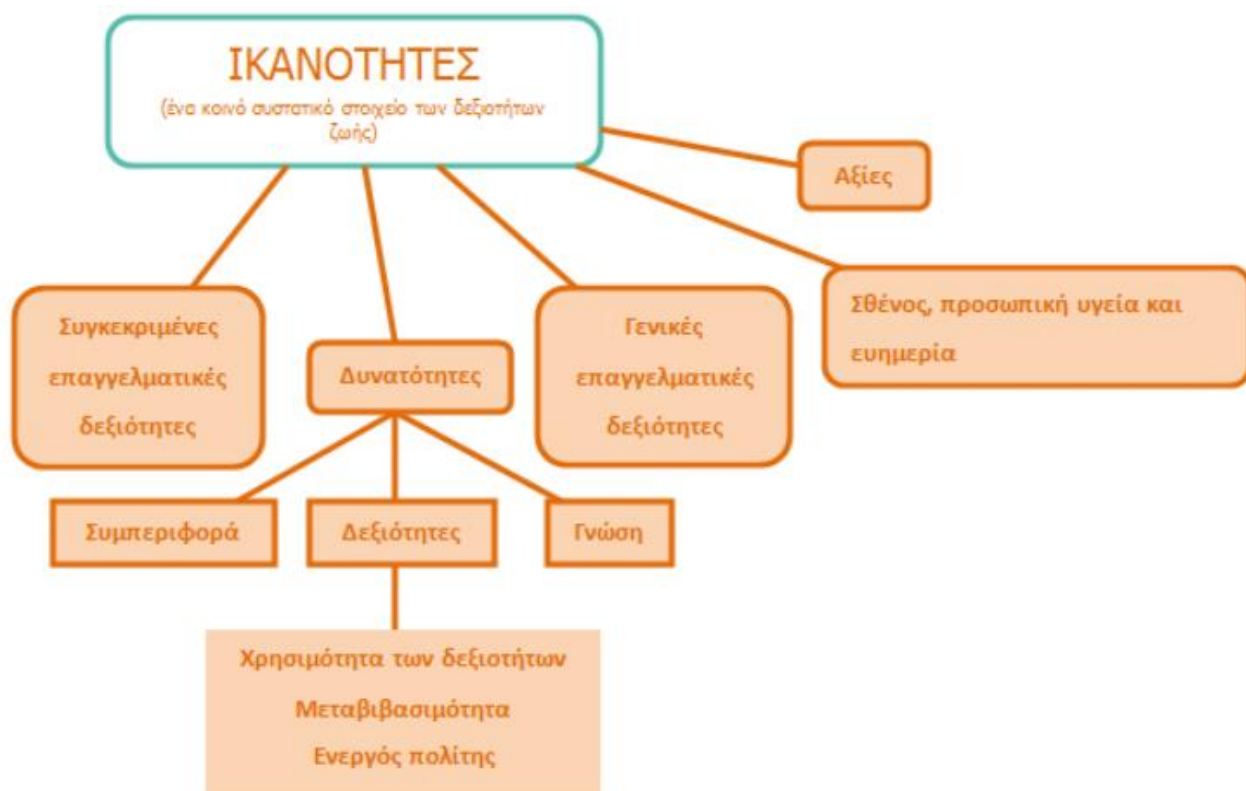 ΙΚΑΝΟΤΗΤΕΣ
(ένα κοινό συστατικό στοιχείο των δεξιοτήτων
ζωής)
Αξίες
Σθένος, προσωπική υγεία και
ευημερία
Συγκεκριμένες
επαγγελματικές
δεξιότητες
Δυνατότητες
Γενικές
επαγγελματικές
δεξιότητες
Συμπεριφορά
Δεξιότητες
Γνώση
Χρησιμότητα των δεξιοτήτων
Μεταβιβασιμότητα
Ενεργός πολίτης